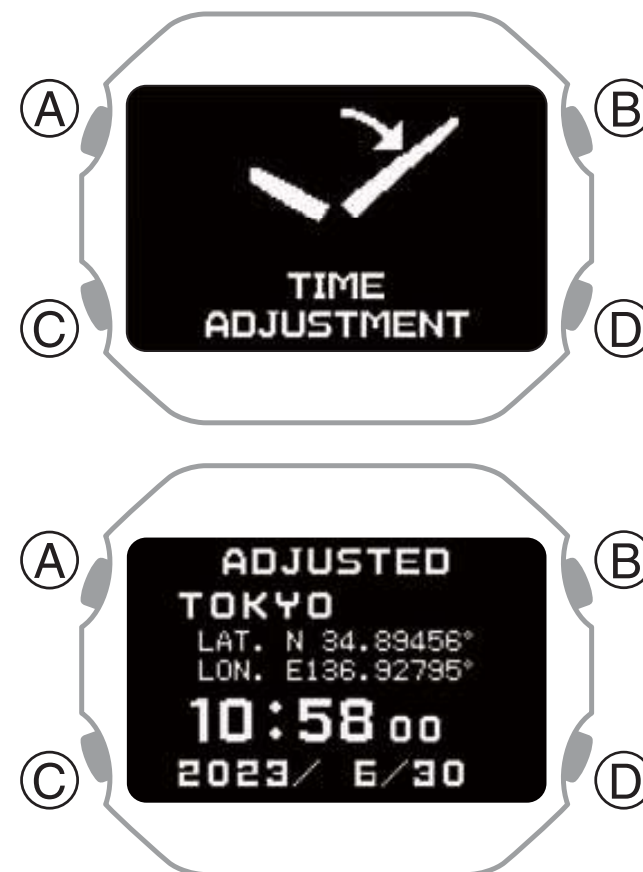 A
B
TIME
ADJUSTMENT
C
D
A
B
ADJUSTED
TOKYO
LAT. N 34.89456°
LON. E136.92795°
10:58 00
2023/ 6/30
C
D